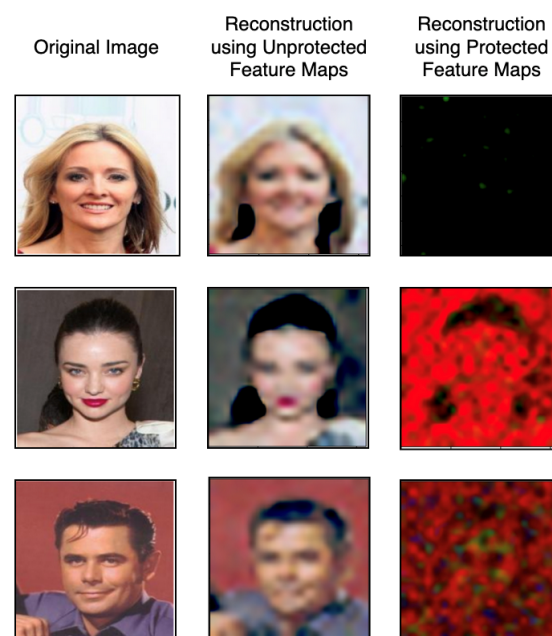 Original Image
Reconstruction
using Unprotected
Feature Maps
Reconstruction
using Protected
Feature Maps